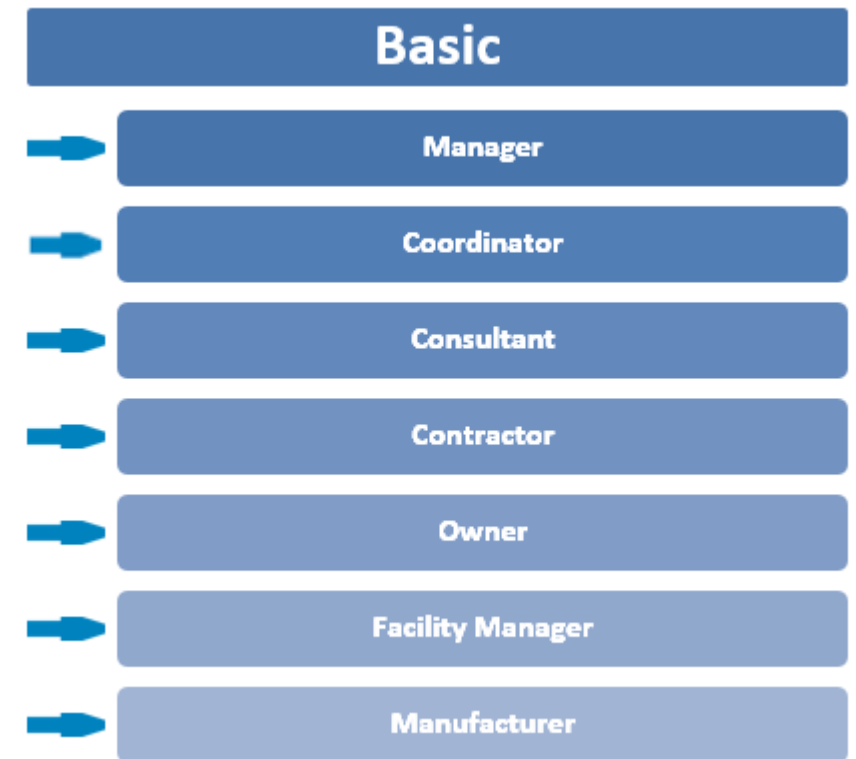 Basic
Manager
Coordinator
Consultant
Contractor
Owner
Facility Manager
Manufacturer